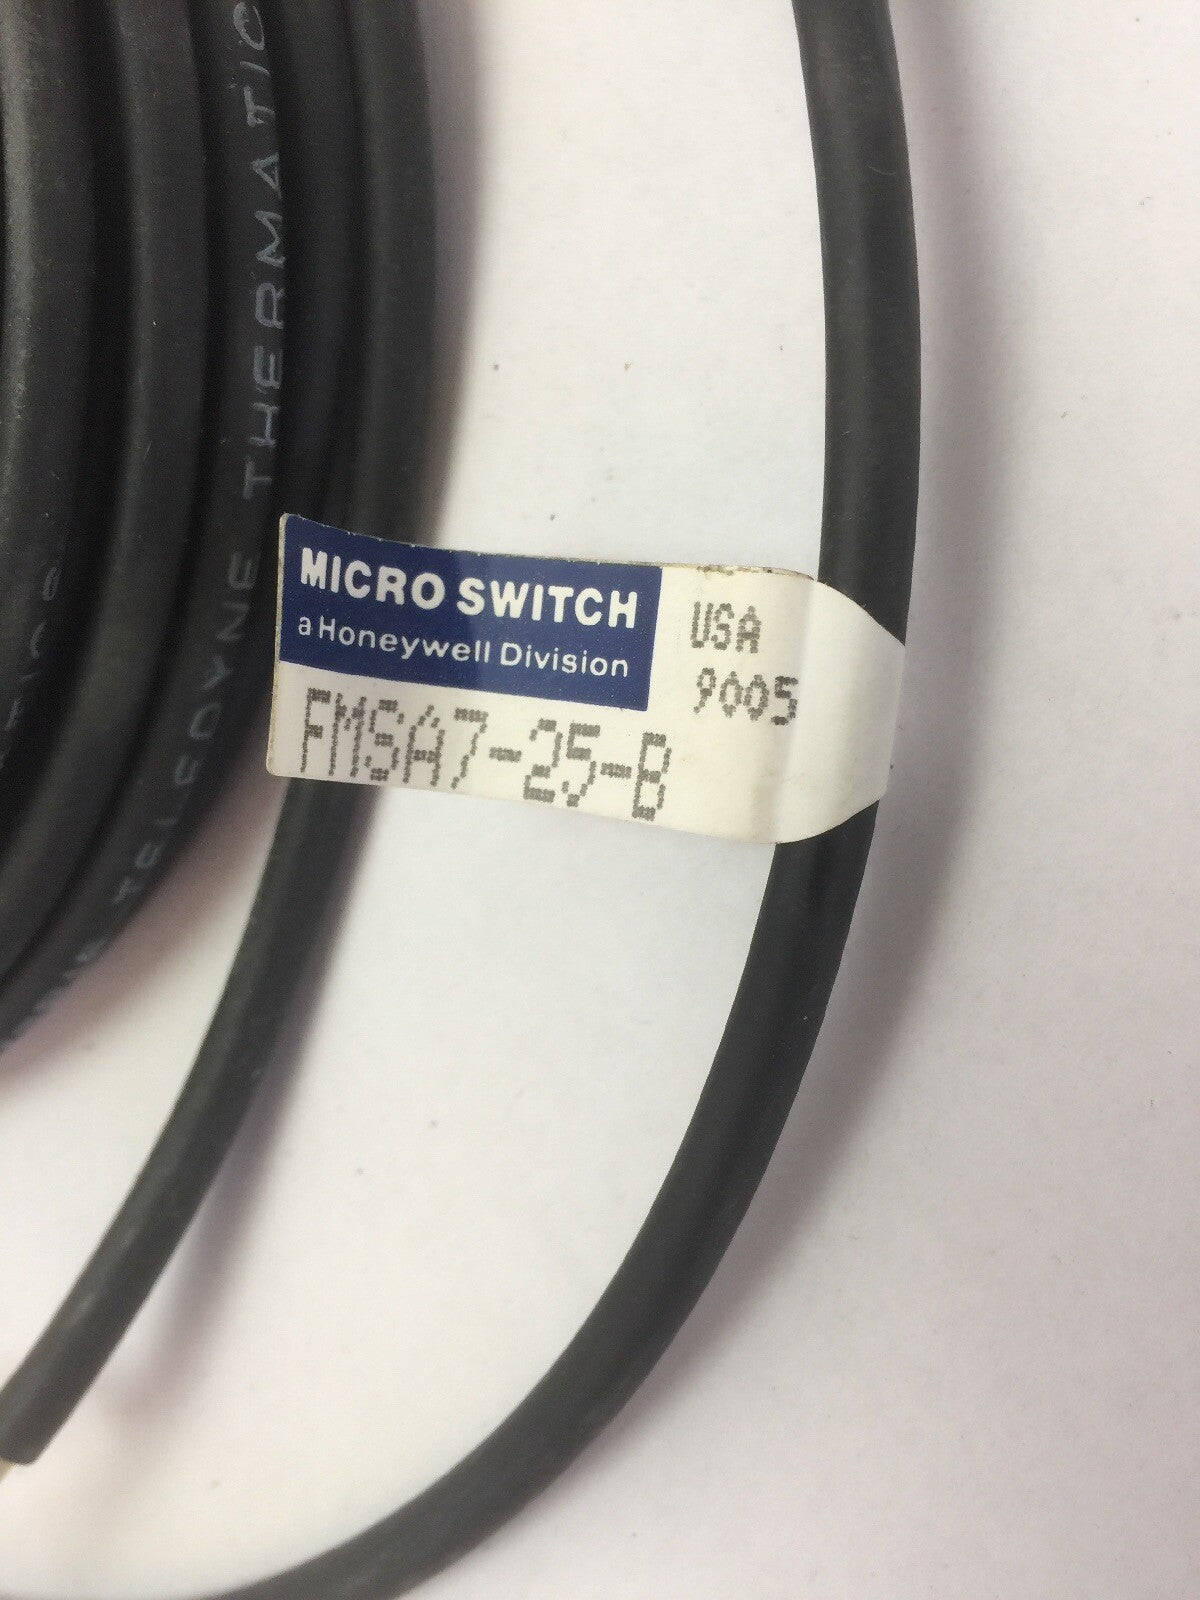 MICRO SWITCH
a Honeywell Division
USA
9005
FMSA7-25-B
TELEDYNE THERMATIC